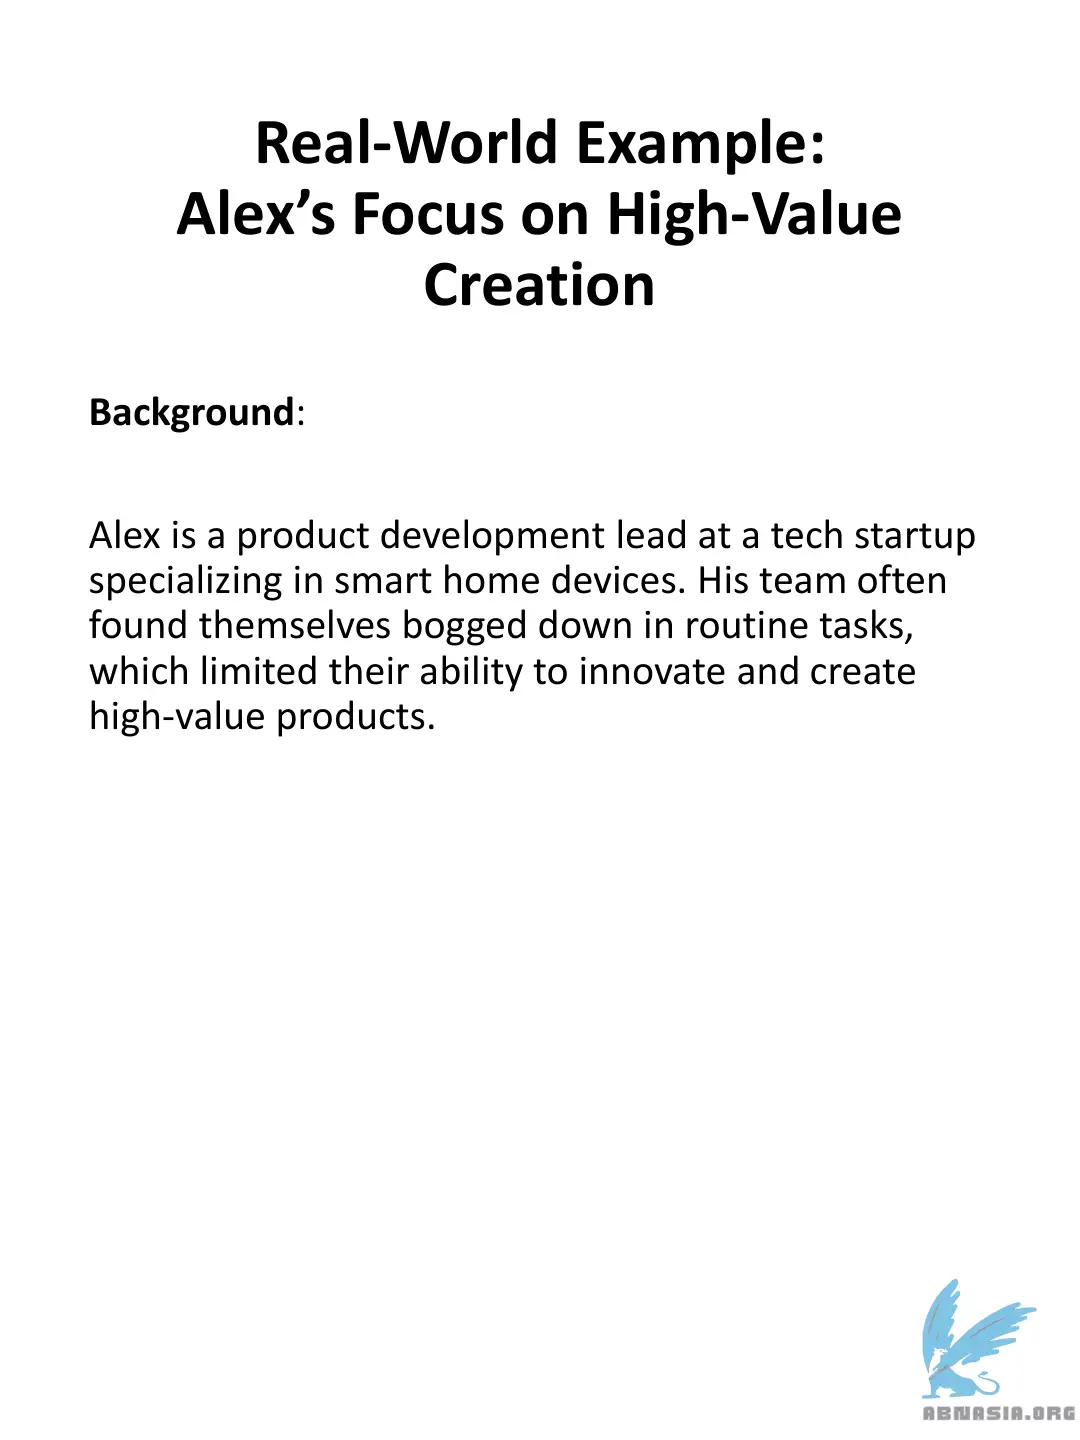 Real-World Example:
Alex’s Focus on High-Value
Creation
Background:
Alex is a product development lead at a tech startup
specializing in smart home devices. His team often
found themselves bogged down in routine tasks,
which limited their ability to innovate and create
high-value products.
ABNASIA.ORG